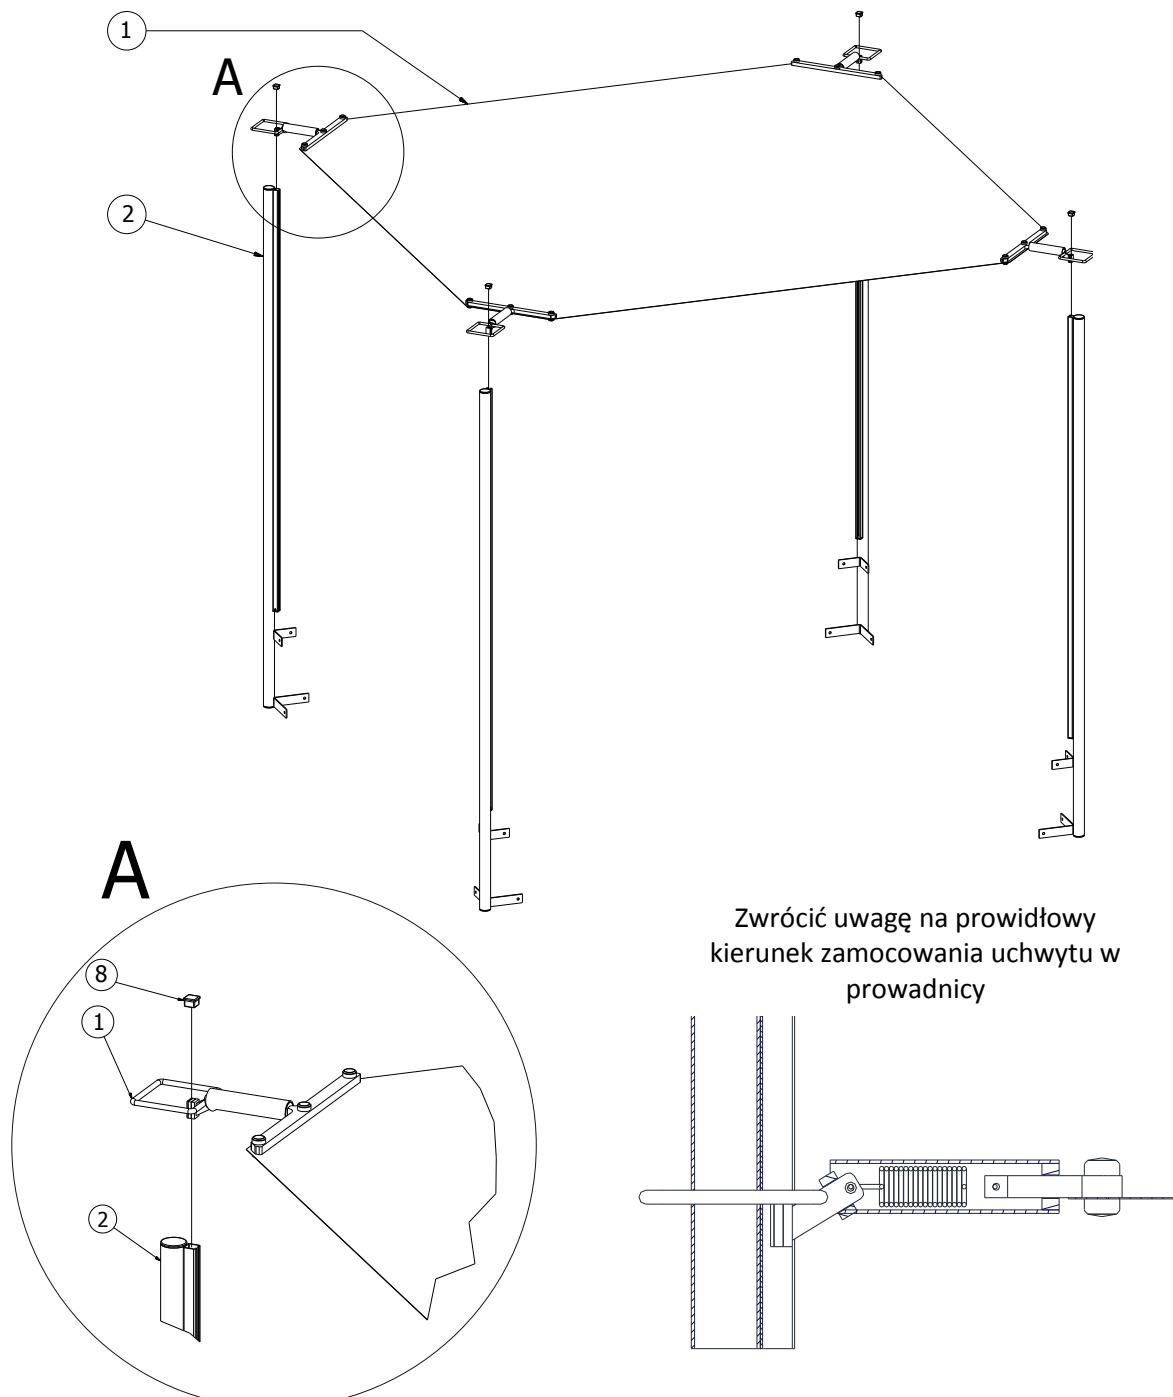 1
A
2
A
8
1
2
Zwrócić uwagę na prowidłowy
kierunek zamocowania uchwytu w
prowadnicy